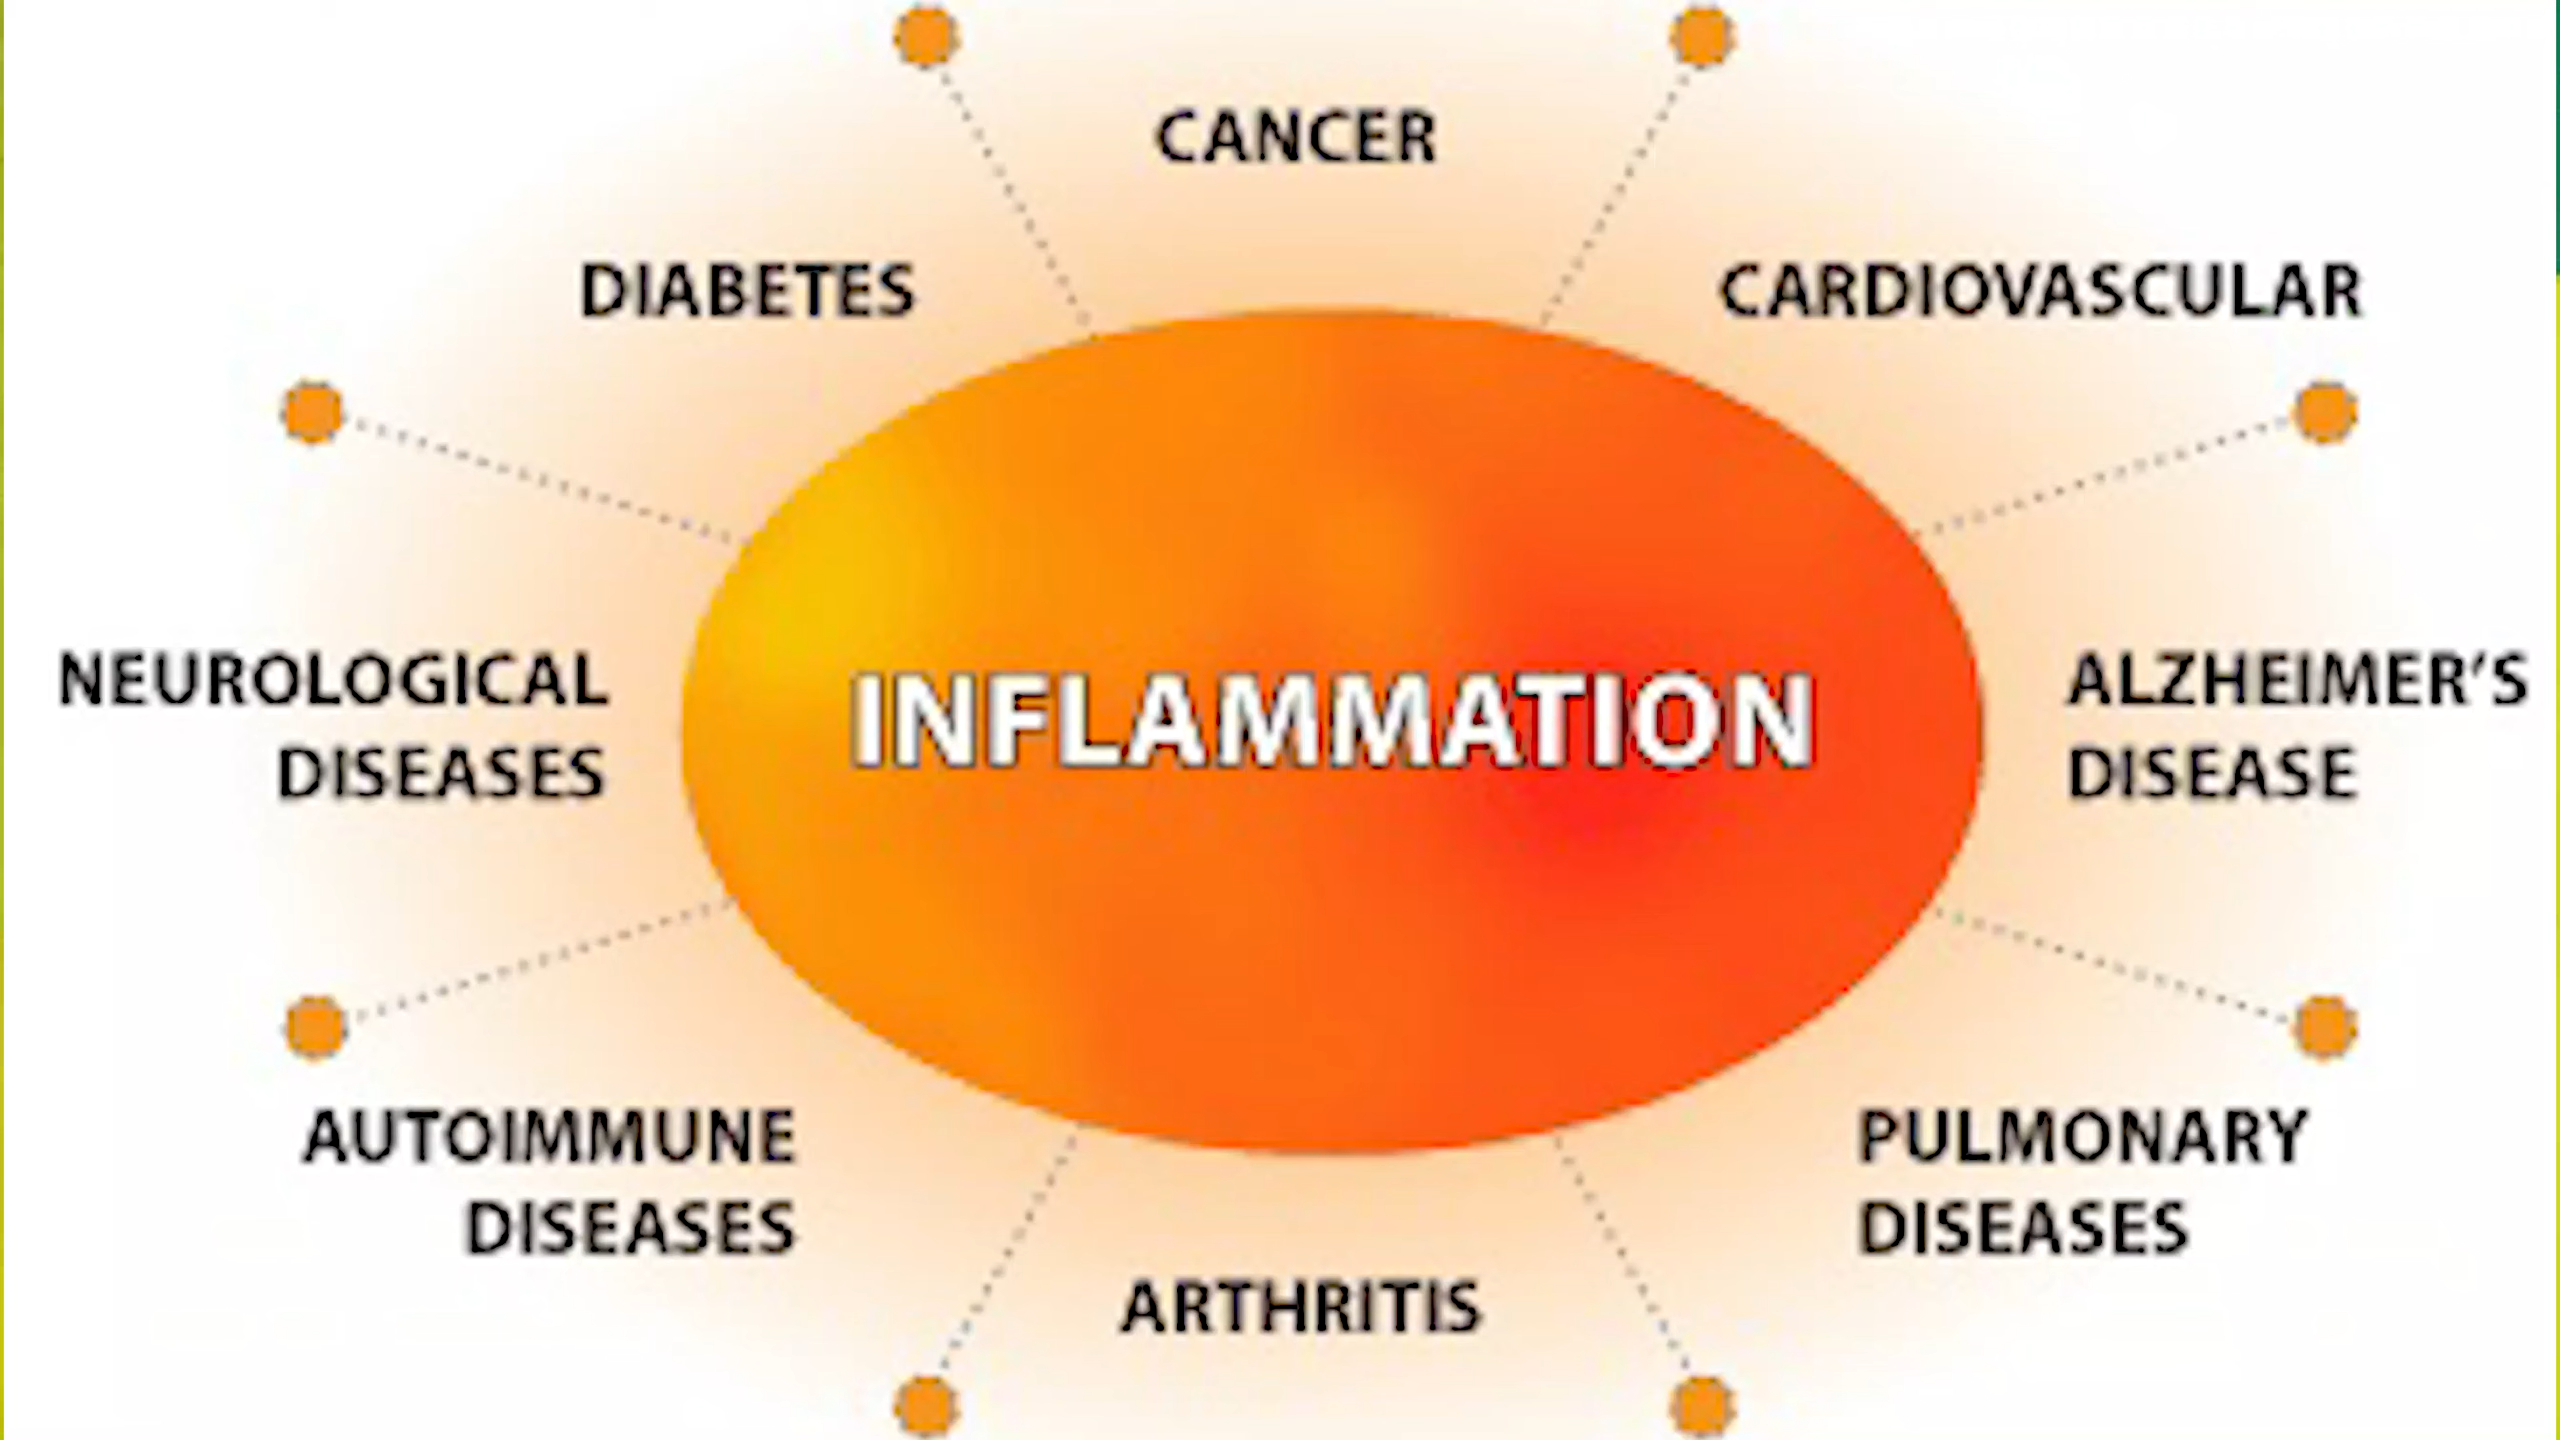 CANCER
DIABETES
CARDIOVASCULAR
NEUROLOGICAL
DISEASES
INFLAMMATION
ALZHEIMER'S
DISEASE
AUTOIMMUNE
DISEASES
PULMONARY
DISEASES
ARTHRITIS